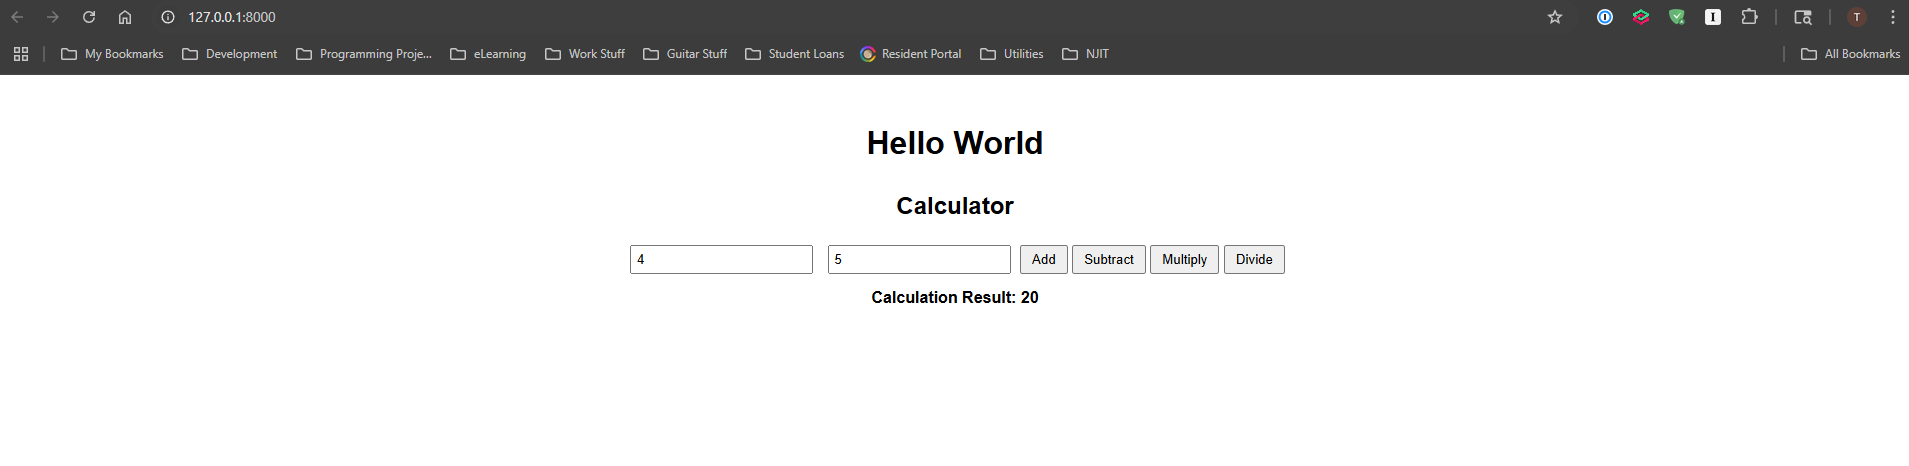 127.0.0.1:8000
T
My Bookmarks Development Programming Proje... eLearning Work Stuff Guitar Stuff Student Loans Resident Portal Utilities NJIT All Bookmarks
Hello World
Calculator
4 5 Add Subtract Multiply Divide
Calculation Result: 20